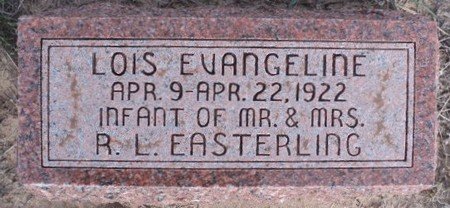 LOIS EVANGELINE
APR. 9-APR. 22, 1922
INFANT OF MR. & MRS.
R. L. EASTERLING